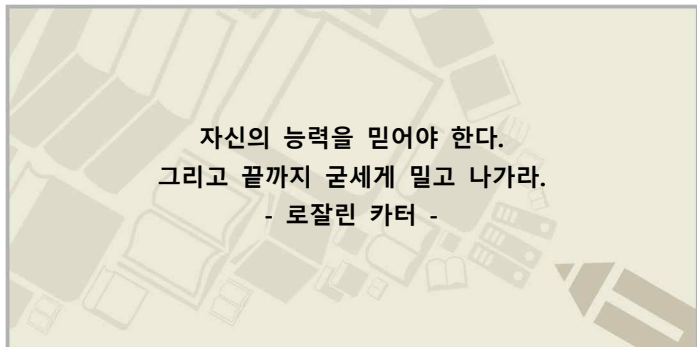 자신의 능력을 믿어야 한다.
그리고 끝까지 굳세게 밀고 나가라.
- 로잘린 카터 -